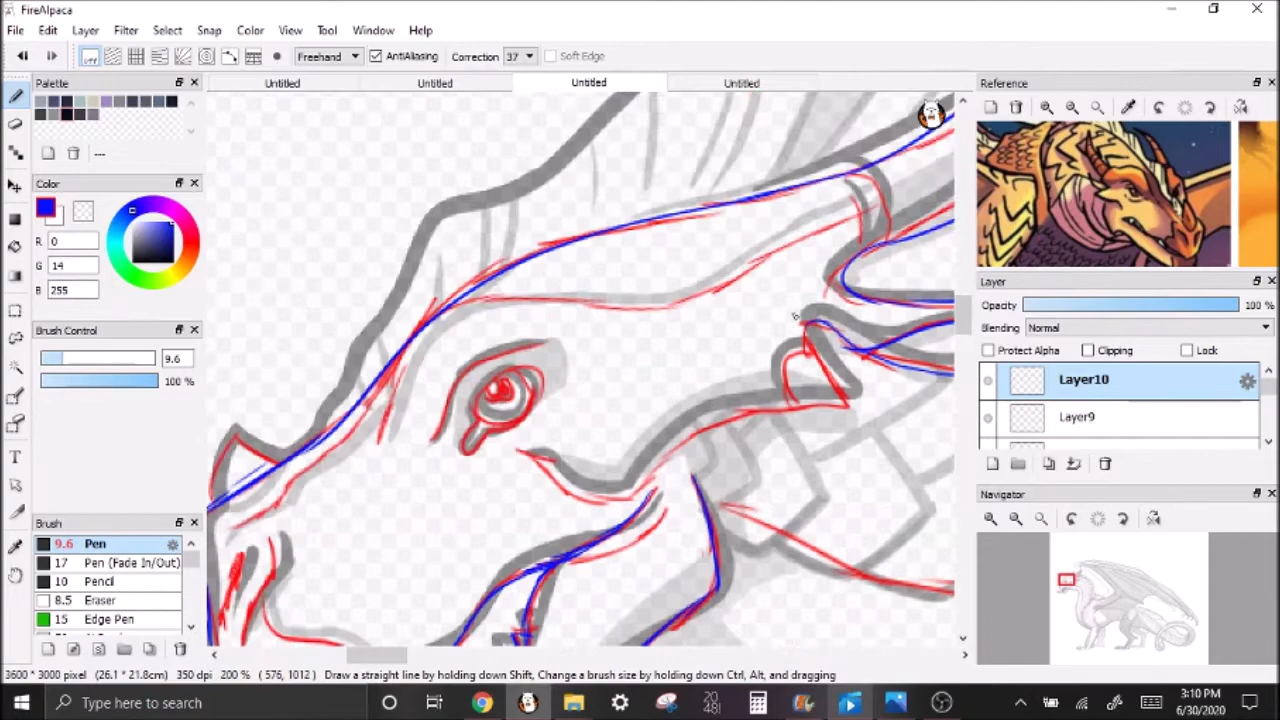 FireAlpaca
File Edit Layer Filter Select Snap Color View Tool Window Help
OFF Freehand AntiAliasing Correction 37 Soft Edge
Palette Untitled Untitled Untitled Untitled Reference
---
Color
R 0
G 14
B 255
Layer
Opacity 100 %
Blending Normal
Protect Alpha Clipping Lock
Layer10
Layer9
Brush Control
9.6
100 %
Navigator
Brush
9.6 Pen
17 Pen (Fade In/Out)
10 Pencil
8.5 Eraser
15 Edge Pen
3600 * 3000 pixel (26.1 * 21.8cm) 350 dpi 200 % ( 576, 1012 ) Draw a straight line by holding down Shift, Change a brush size by holding down Ctrl, Alt, and dragging
Type here to search
3:10 PM
6/30/2020